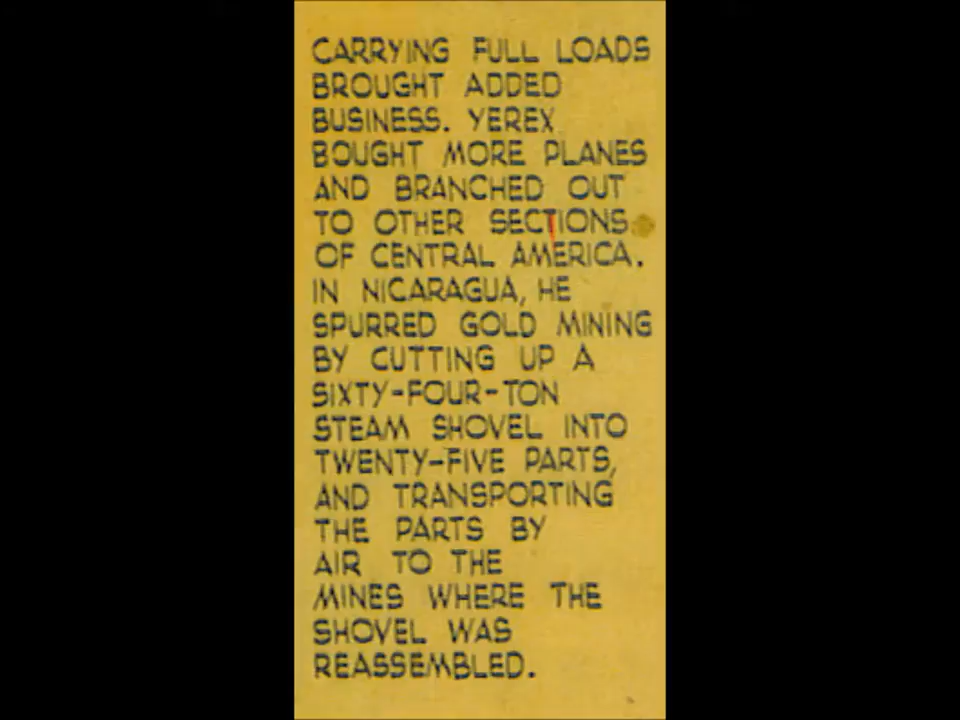 CARRYING FULL LOADS
BROUGHT ADDED
BUSINESS. YEREX
BOUGHT MORE PLANES
AND BRANCHED OUT
TO OTHER SECTIONS
OF CENTRAL AMERICA.
IN NICARAGUA, HE
SPURRED GOLD MINING
BY CUTTING UP A
SIXTY-FOUR-TON
STEAM SHOVEL INTO
TWENTY-FIVE PARTS,
AND TRANSPORTING
THE PARTS BY
AIR TO THE
MINES WHERE THE
SHOVEL WAS
REASSEMBLED.